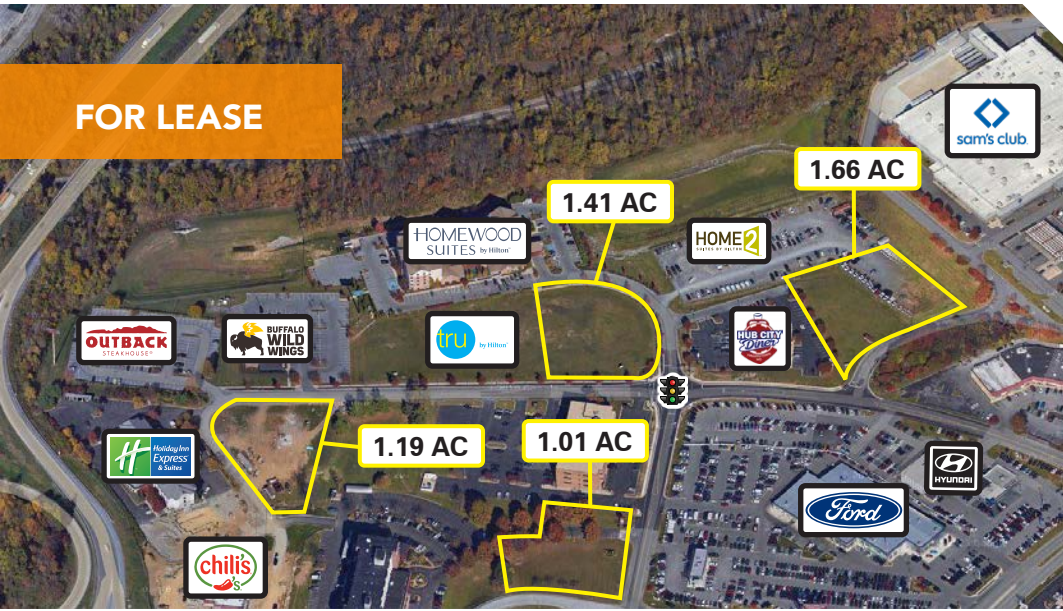 FOR LEASE
sam's club
1.66 AC
1.41 AC
HOMEWOOD
SUITES by Hilton
HOME2
SUITES BY HILTON
OUTBACK
STEAKHOUSE®
BUFFALO
WILD
WINGS
tru by Hilton
HUB CITY
Diner
1.19 AC
1.01 AC
H Holiday Inn
Express
& Suites
HYUNDAI
Ford
chili's